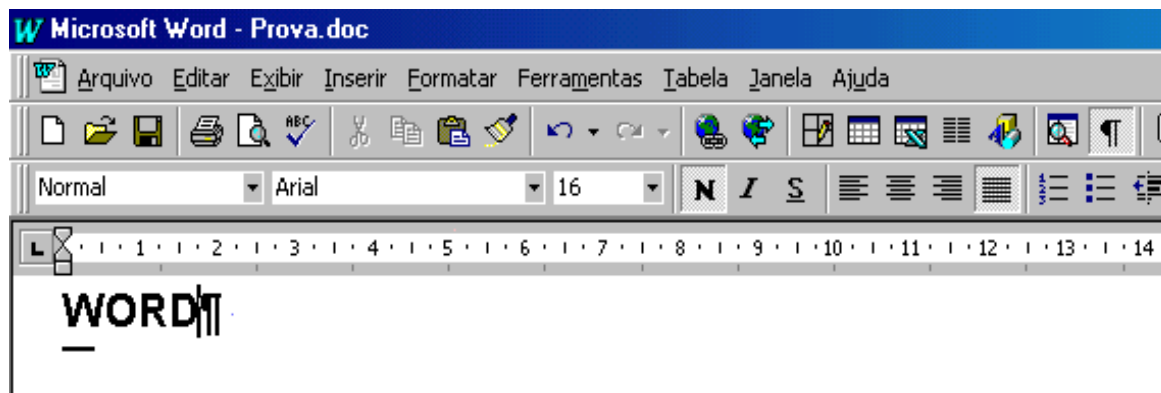 Microsoft Word - Prova.doc
Arquivo Editar Exibir Inserir Formatar Ferramentas Tabela Janela Ajuda
ABC
Normal Arial 16 N I S
1 2 3 4 5 6 7 8 9 10 11 12 13 14
WORD¶